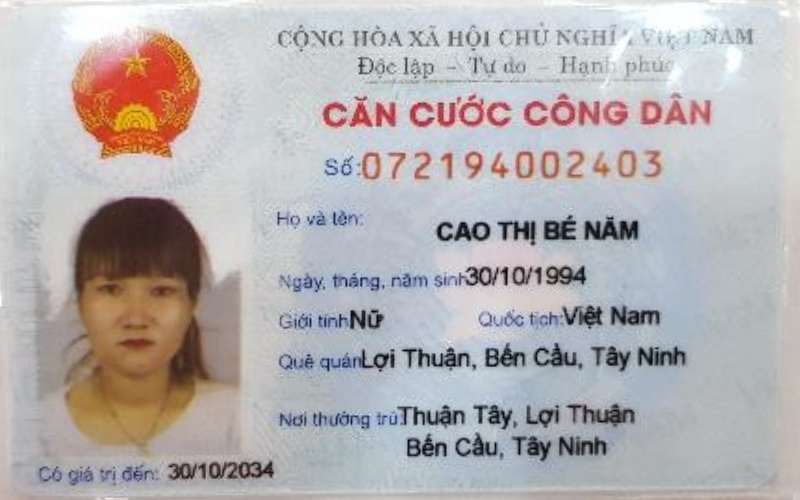 CỘNG HÒA XÃ HỘI CHỦ NGHĨA VIỆT NAM
Độc lập - Tự do - Hạnh phúc
CĂN CƯỚC CÔNG DÂN
Số: 072194002403
Họ và tên: CAO THỊ BÉ NĂM
Ngày, tháng, năm sinh: 30/10/1994
Giới tính: Nữ Quốc tịch: Việt Nam
Quê quán: Lợi Thuận, Bến Cầu, Tây Ninh
Nơi thường trú: Thuận Tây, Lợi Thuận
Bến Cầu, Tây Ninh
Có giá trị đến: 30/10/2034